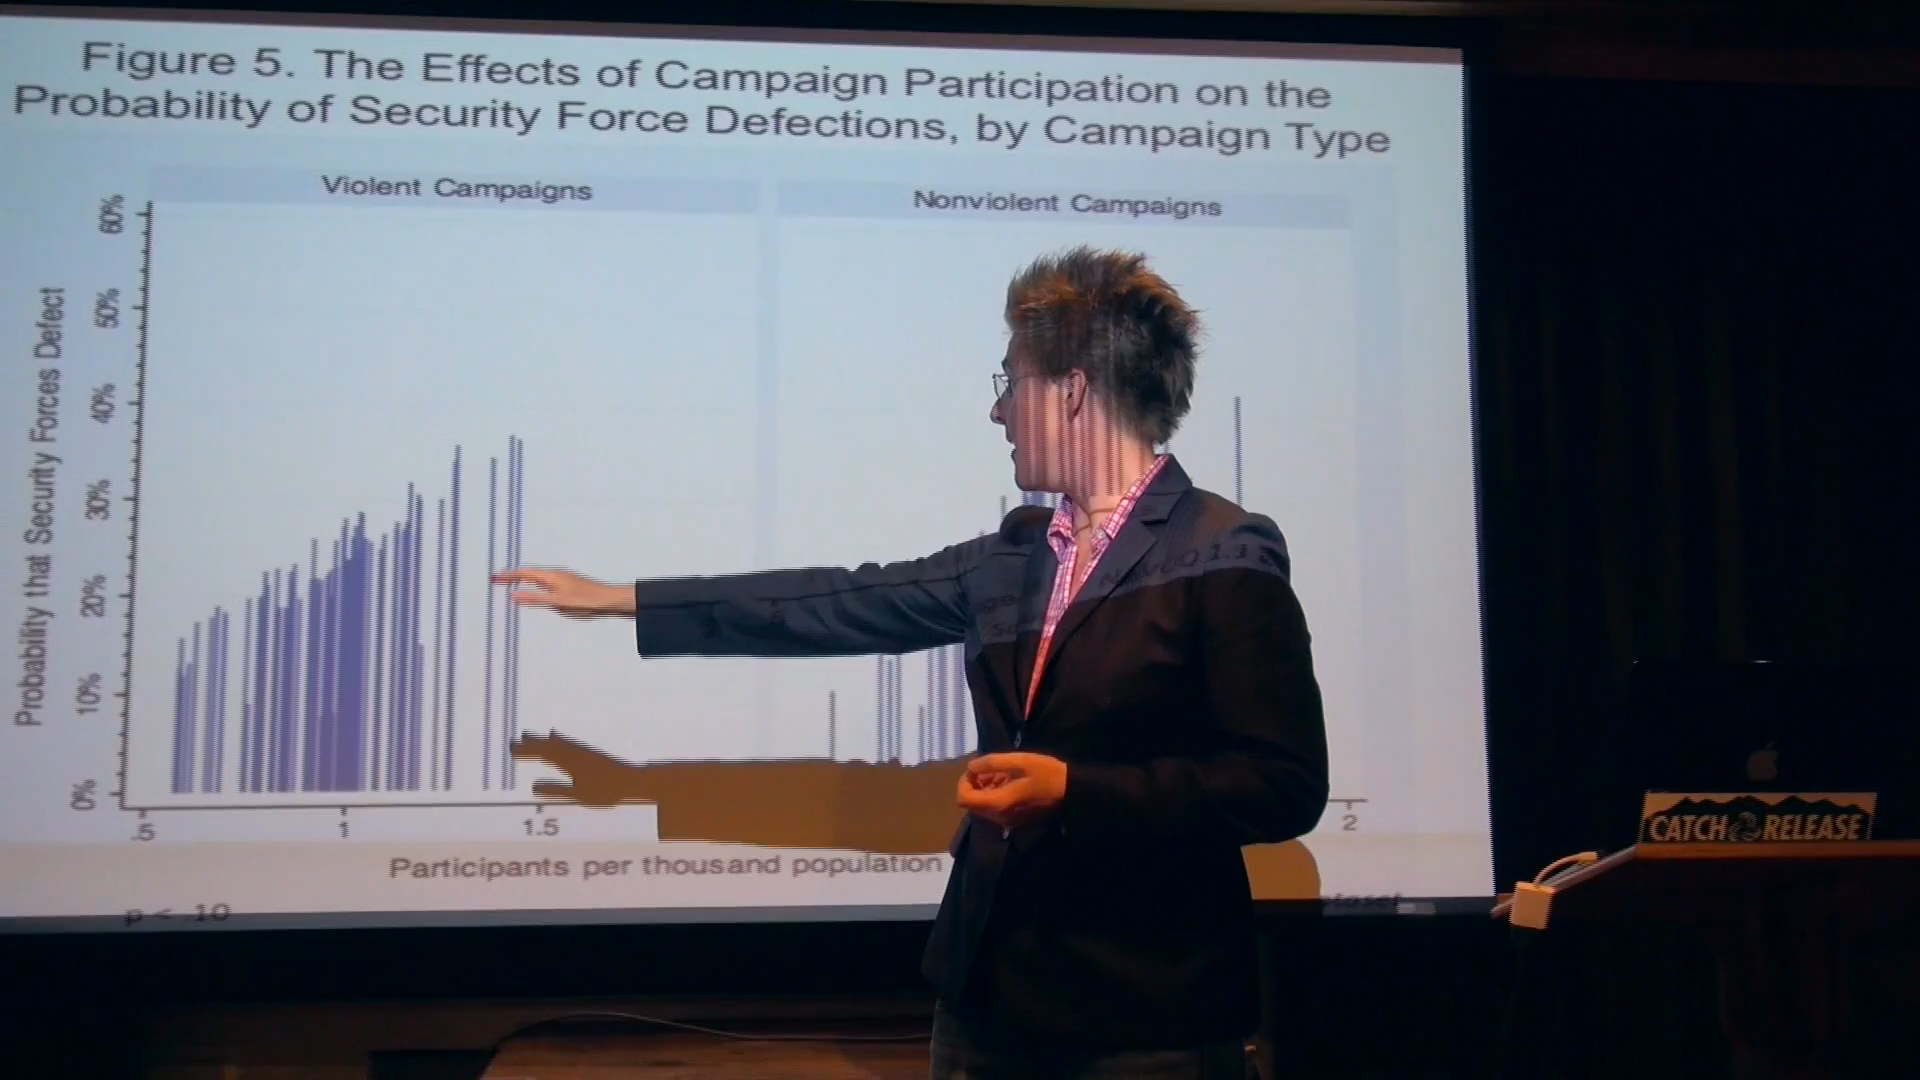 Figure 5. The Effects of Campaign Participation on the
Probability of Security Force Defections, by Campaign Type
Violent Campaigns
Nonviolent Campaigns
Probability that Security Forces Defect
60%
50%
40%
30%
20%
10%
0%
.5
1
1.5
2
Participants per thousand population
p < .10
CATCH RELEASE